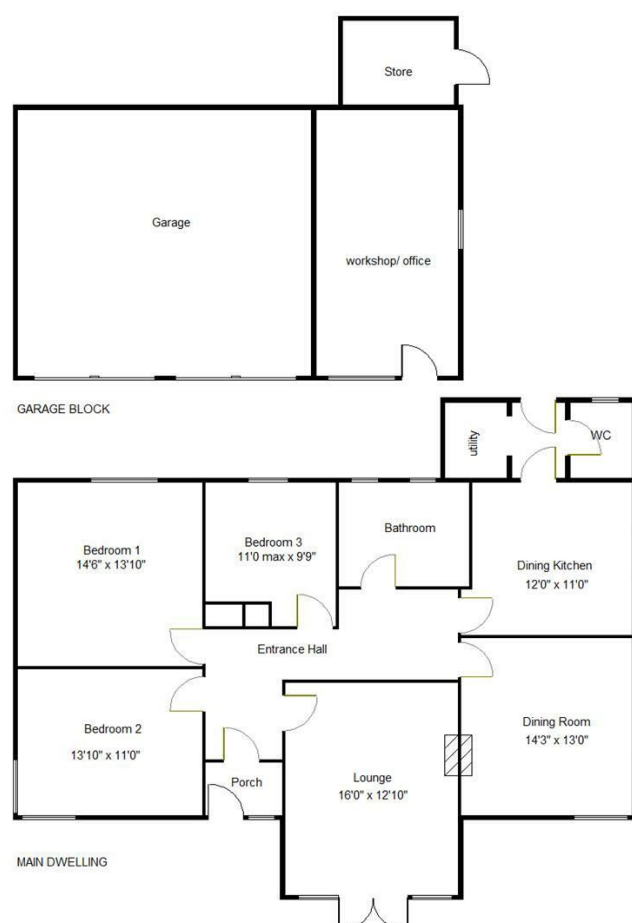 Store
Garage
workshop/ office
GARAGE BLOCK
utility
WC
Bedroom 1
14'6" x 13'10"
Bedroom 3
11'0 max x 9'9"
Bathroom
Dining Kitchen
12'0" x 11'0"
Entrance Hall
Bedroom 2
13'10" x 11'0"
Dining Room
14'3" x 13'0"
Porch
Lounge
16'0" x 12'10"
MAIN DWELLING